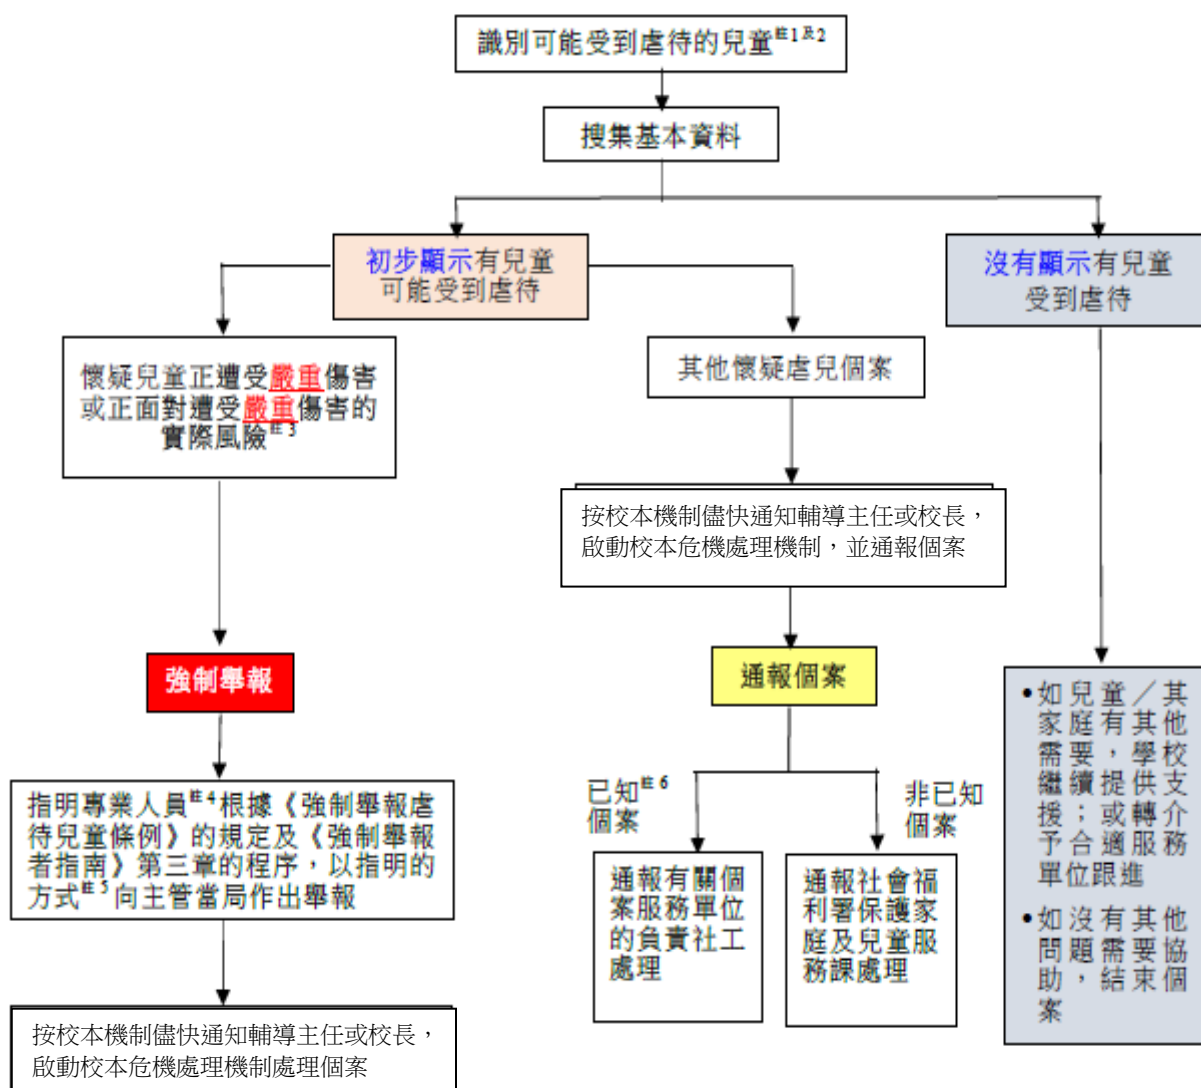 識別可能受到虐待的兒童註1及2
搜集基本資料
初步顯示有兒童
可能受到虐待
沒有顯示有兒童
受到虐待
懷疑兒童正遭受嚴重傷害
或正面對遭受嚴重傷害的
實際風險註3
其他懷疑虐兒個案
按校本機制儘快通知輔導主任或校長，
啟動校本危機處理機制，並通報個案
強制舉報
通報個案
已知註6
個案
非已知
個案
指明專業人員註4根據《強制舉報虐
待兒童條例》的規定及《強制舉報
者指南》第三章的程序，以指明的
方式註5向主管當局作出舉報
通報有關個
案服務單位
的負責社工
處理
通報社會福
利署保護家
庭及兒童服
務課處理
•如兒童／其
家庭有其他
需要，學校
繼續提供支
援；或轉介
予合適服務
單位跟進
•如沒有其他
問題需要協
助，結束個
案
按校本機制儘快通知輔導主任或校長，
啟動校本危機處理機制處理個案